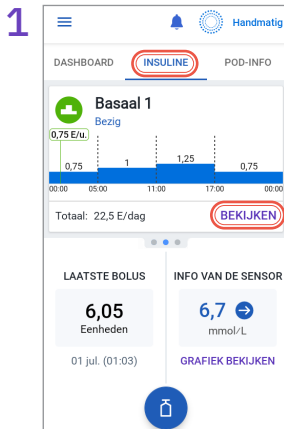 1
Handmatig
DASHBOARD INSULINE POD-INFO
Basaal 1
Bezig
0,75 E/u.
0,75 1 1,25 0,75
00:00 05:00 11:00 17:00 00:00
Totaal: 22,5 E/dag BEKIJKEN
LAATSTE BOLUS
6,05
Eenheden
01 jul. (01:03)
INFO VAN DE SENSOR
6,7
mmol/L
GRAFIEK BEKIJKEN